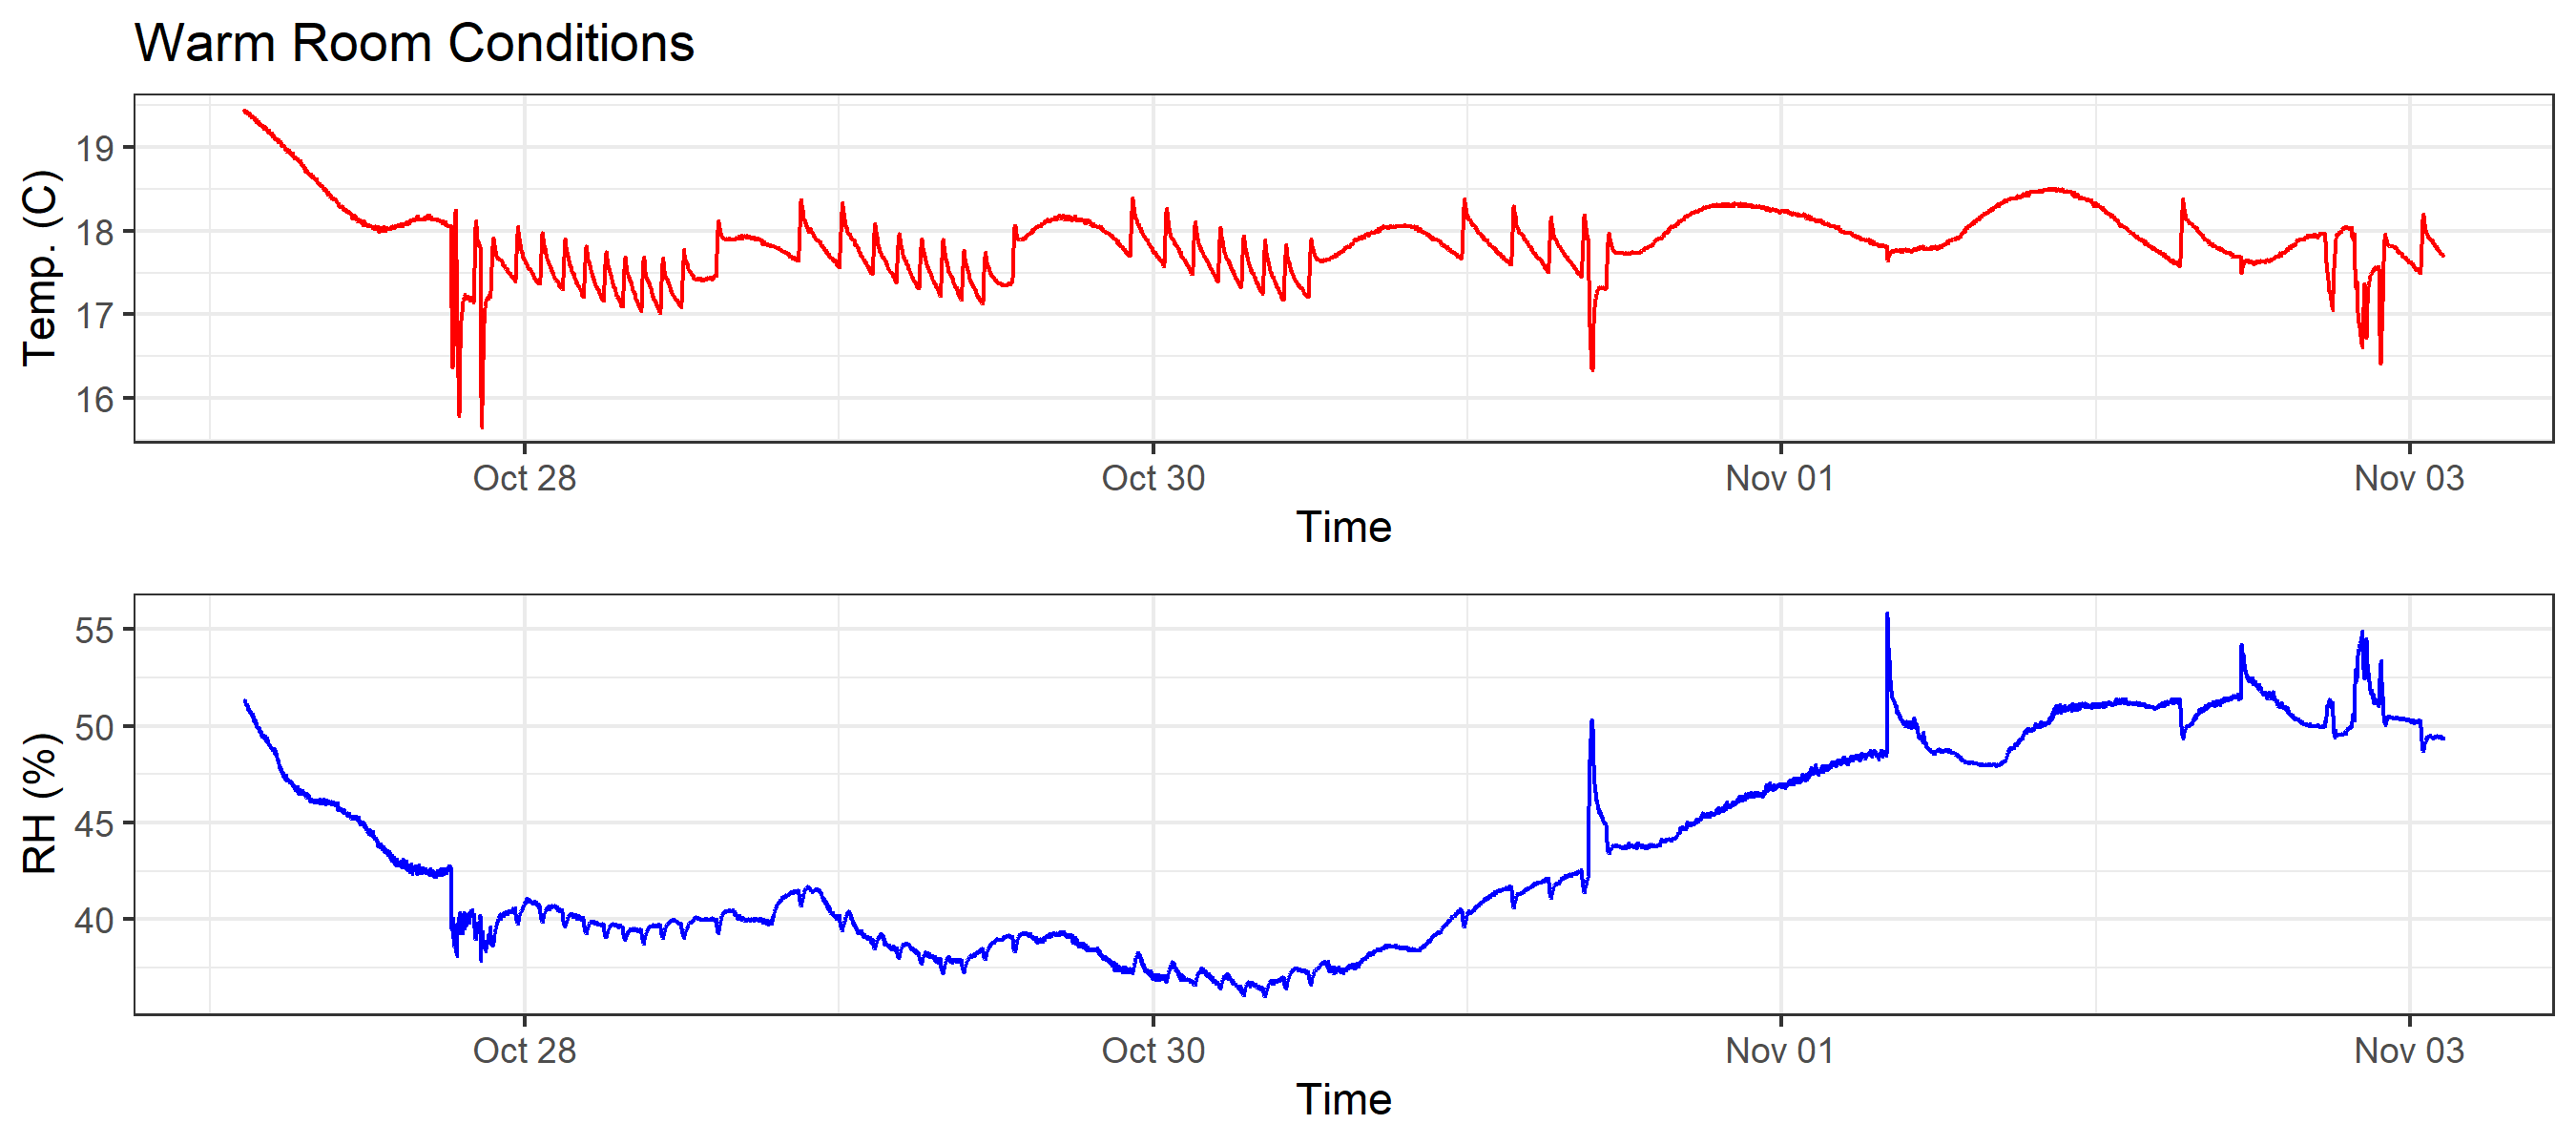 Warm Room Conditions
Temp. (C)
19
18
17
16
Oct 28 Oct 30 Nov 01 Nov 03
Time
RH (%)
55
50
45
40
Oct 28 Oct 30 Nov 01 Nov 03
Time